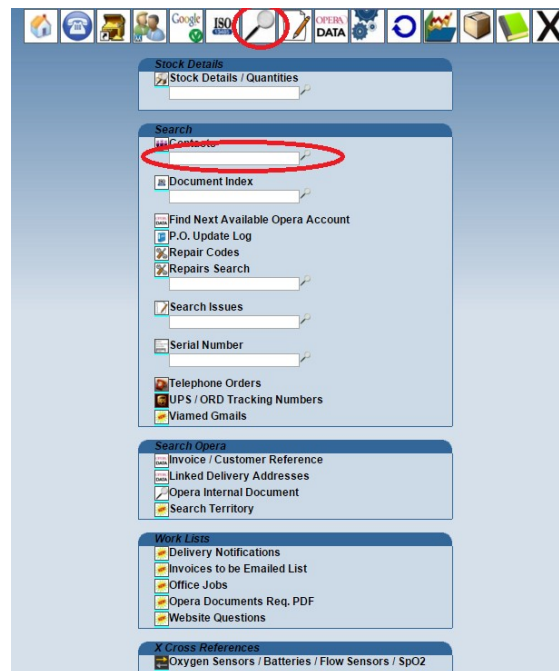 Google
ISO
OPERA
DATA
X
Stock Details
Stock Details / Quantities
Search
Contacts
Document Index
Find Next Available Opera Account
P.O. Update Log
Repair Codes
Repairs Search
Search Issues
Serial Number
Telephone Orders
UPS / ORD Tracking Numbers
Viamed Gmails
Search Opera
Invoice / Customer Reference
Linked Delivery Addresses
Opera Internal Document
Search Territory
Work Lists
Delivery Notifications
Invoices to be Emailed List
Office Jobs
Opera Documents Req. PDF
Website Questions
X Cross References
Oxygen Sensors / Batteries / Flow Sensors / SpO2